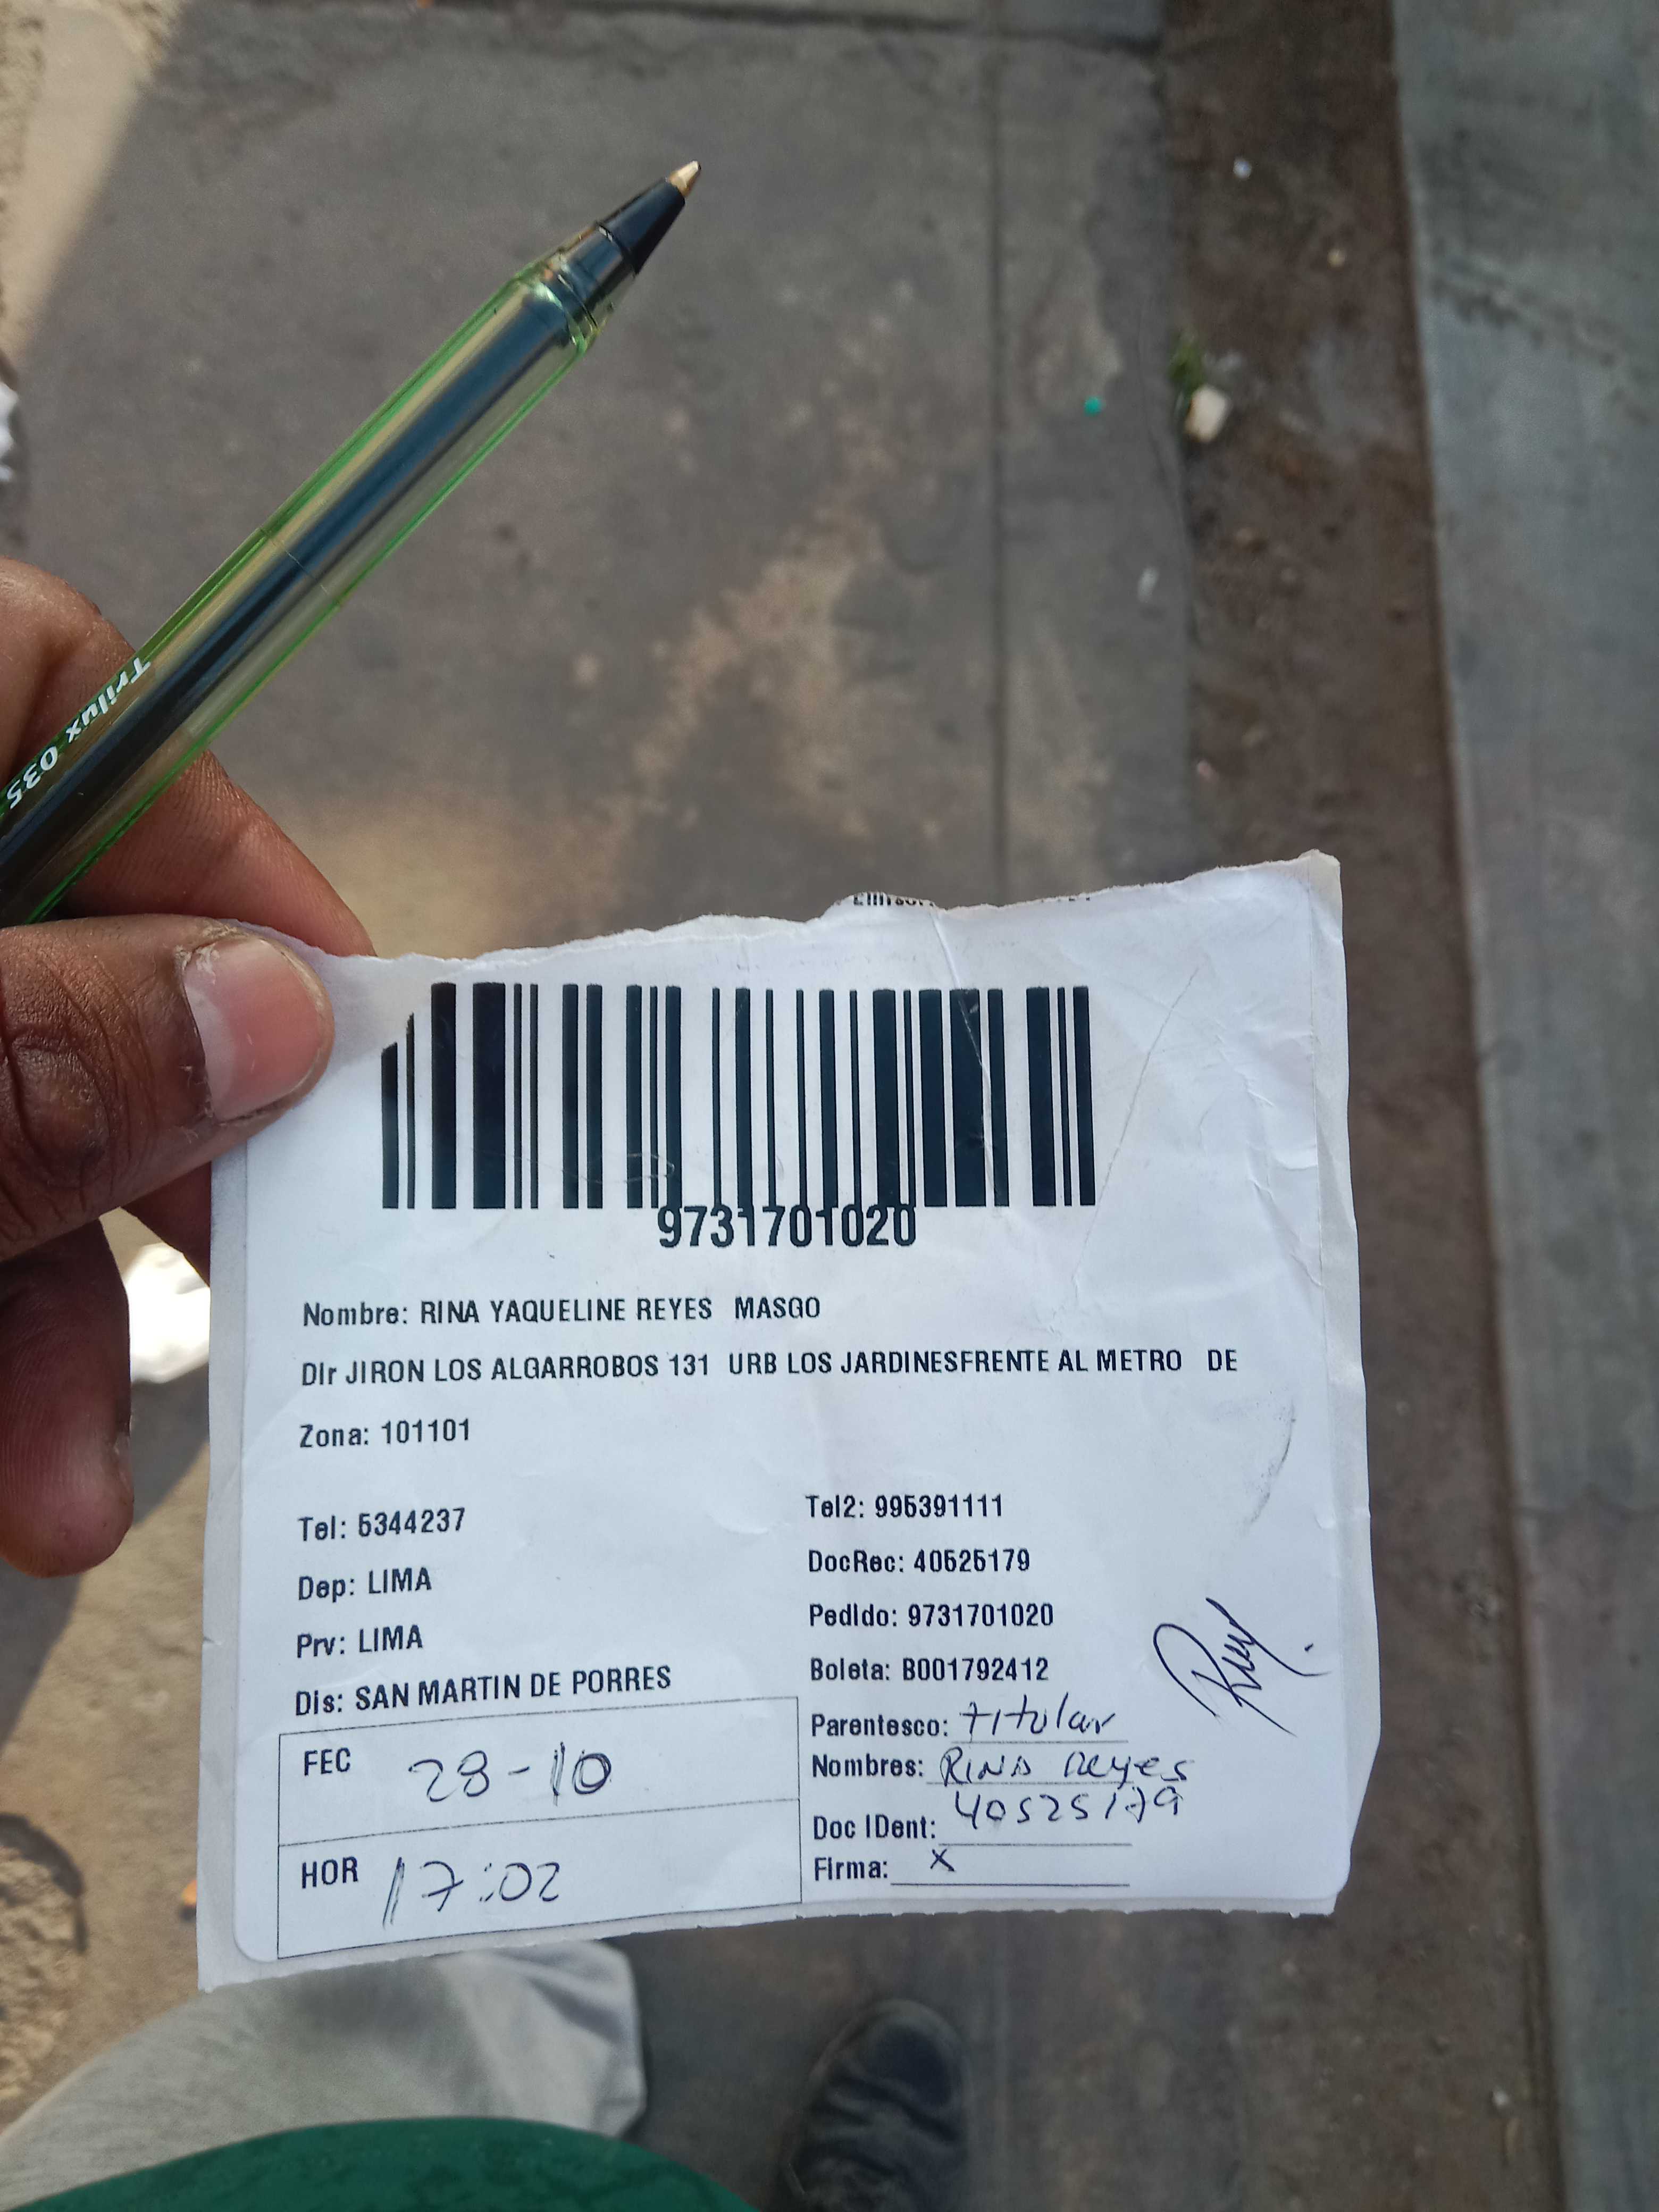 Trilux 035
9731701020
Nombre: RINA YAQUELINE REYES MASGO
Dir JIRON LOS ALGARROBOS 131 URB LOS JARDINESFRENTE AL METRO DE
Zona: 101101
Tel: 5344237
Tel2: 995391111
Dep: LIMA
DocRec: 40525179
Prv: LIMA
Pedido: 9731701020
Dis: SAN MARTIN DE PORRES
Boleta: B001792412
Parentesco: titular
FEC 28-10
Nombres: RINA Reyes
Doc IDent: 40525179
HOR 17:02
Firma: X